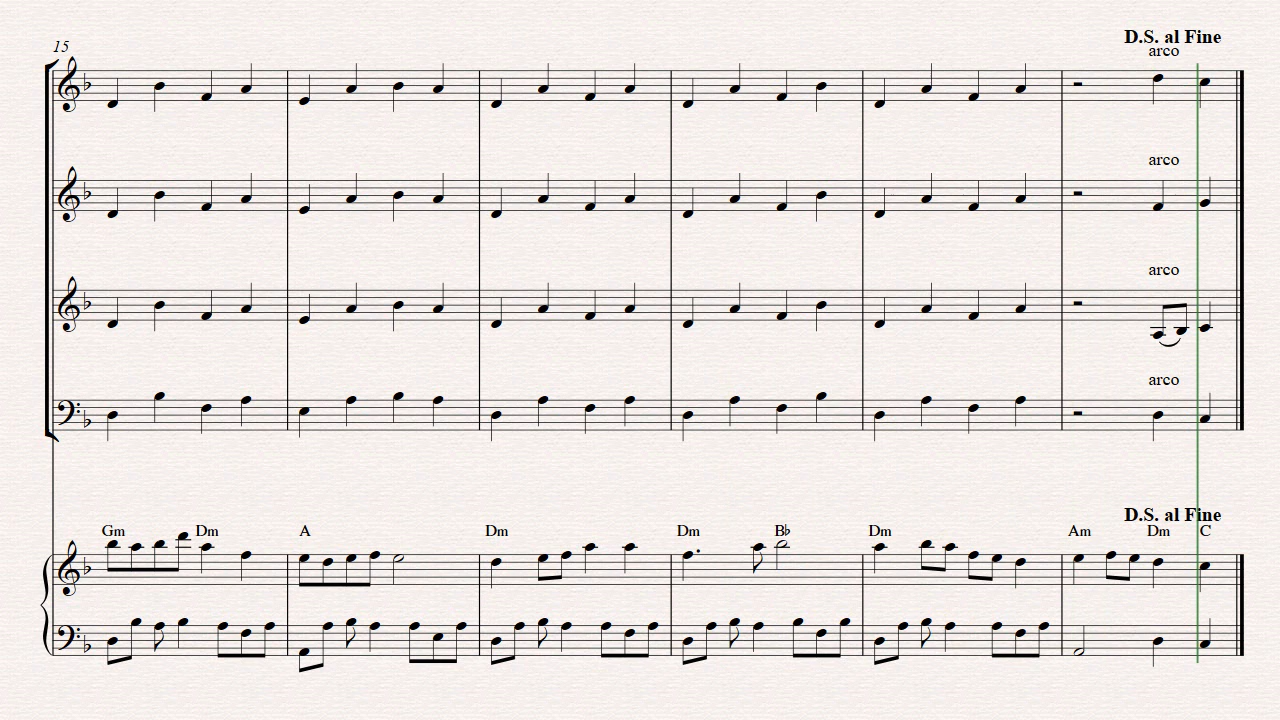 D.S. al Fine
15
arco
arco
arco
arco
D.S. al Fine
Gm Dm A Dm Dm B♭ Dm Am Dm C